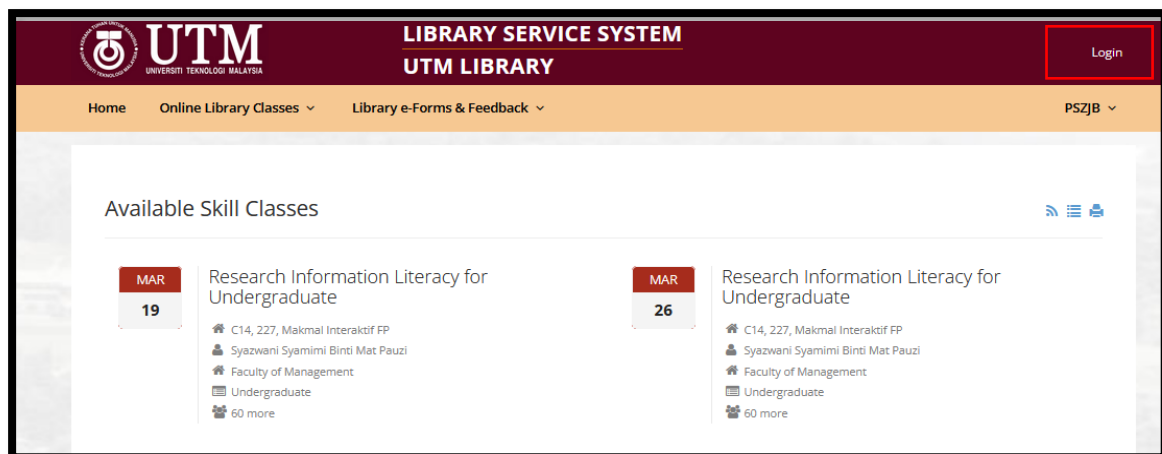 UTM
UNIVERSITI TEKNOLOGI MALAYSIA
LIBRARY SERVICE SYSTEM
UTM LIBRARY
Login
Home Online Library Classes Library e-Forms & Feedback PSZJB
Available Skill Classes
MAR
19
Research Information Literacy for
Undergraduate
C14, 227, Makmal Interaktif FP
Syazwani Syamimi Binti Mat Pauzi
Faculty of Management
Undergraduate
60 more
MAR
26
Research Information Literacy for
Undergraduate
C14, 227, Makmal Interaktif FP
Syazwani Syamimi Binti Mat Pauzi
Faculty of Management
Undergraduate
60 more